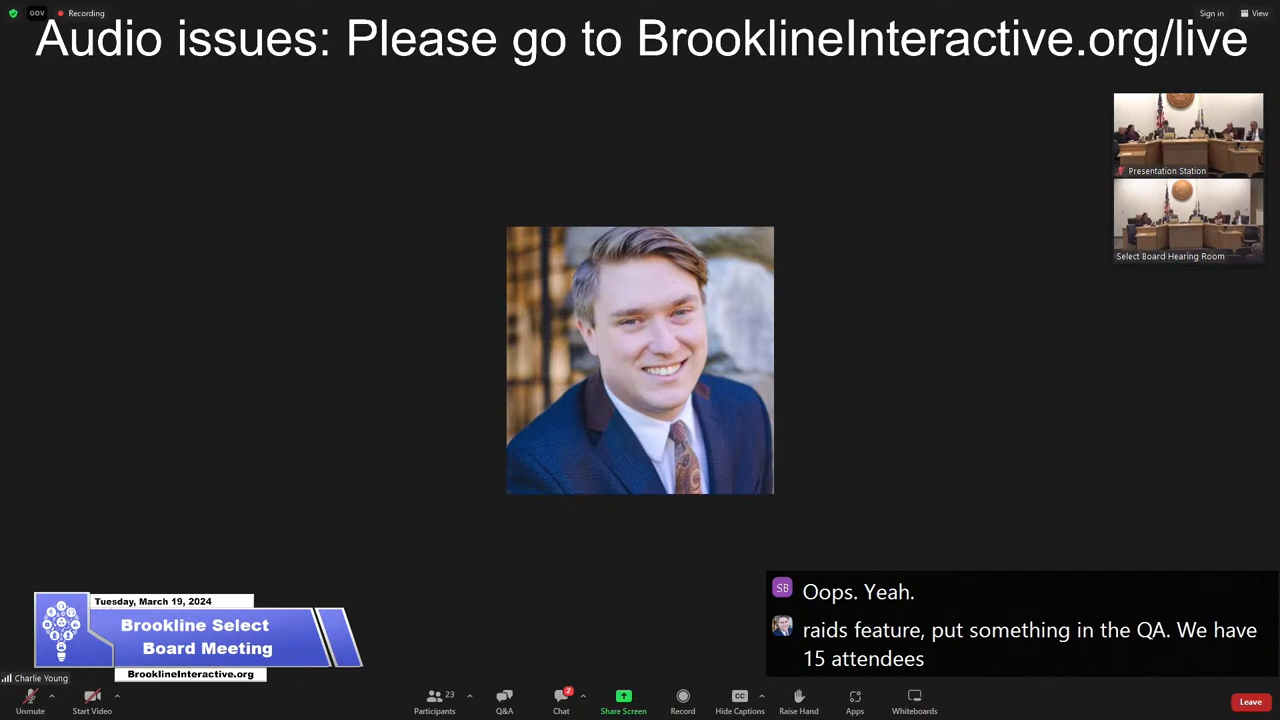 GOV
Recording
Sign in
View
Audio issues: Please go to BrooklineInteractive.org/live
Presentation Station
Select Board Hearing Room
SB
Oops. Yeah.
raids feature, put something in the QA. We have
15 attendees
Tuesday, March 19, 2024
Brookline Select
Board Meeting
BrooklineInteractive.org
Charlie Young
Unmute
Start Video
23
Participants
Q&A
2
Chat
Share Screen
Record
CC
Hide Captions
Raise Hand
Apps
Whiteboards
Leave